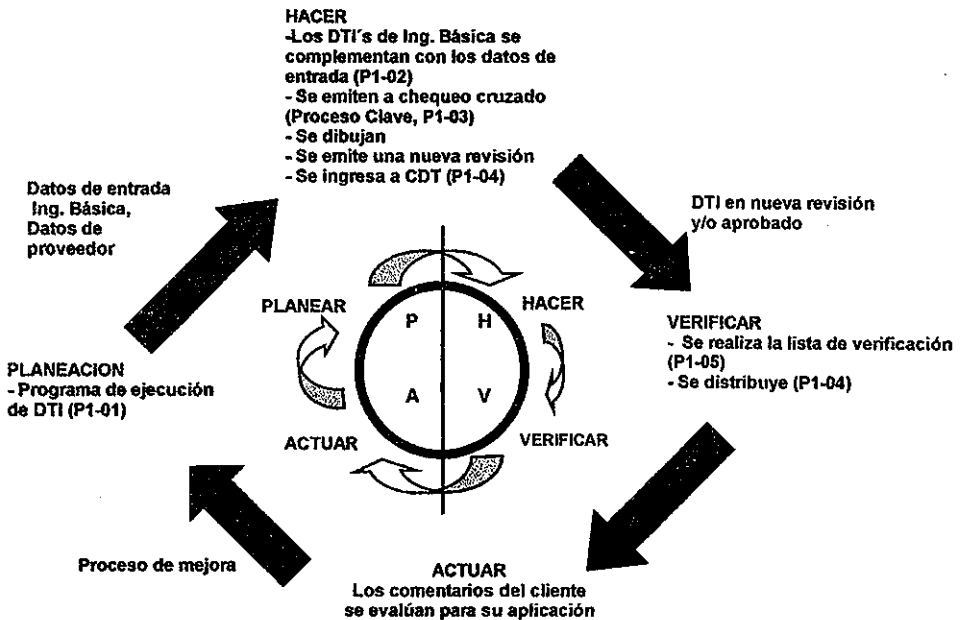 HACER
-Los DTI´s de Ing. Básica se
complementan con los datos de
entrada (P1-02)
- Se emiten a chequeo cruzado
(Proceso Clave, P1-03)
- Se dibujan
- Se emite una nueva revisión
- Se ingresa a CDT (P1-04)
Datos de entrada
Ing. Básica,
Datos de
proveedor
DTI en nueva revisión
y/o aprobado
PLANEAR
HACER
P
H
A
V
ACTUAR
VERIFICAR
PLANEACION
- Programa de ejecución
de DTI (P1-01)
VERIFICAR
- Se realiza la lista de verificación
(P1-05)
- Se distribuye (P1-04)
Proceso de mejora
ACTUAR
Los comentarios del cliente
se evalúan para su aplicación